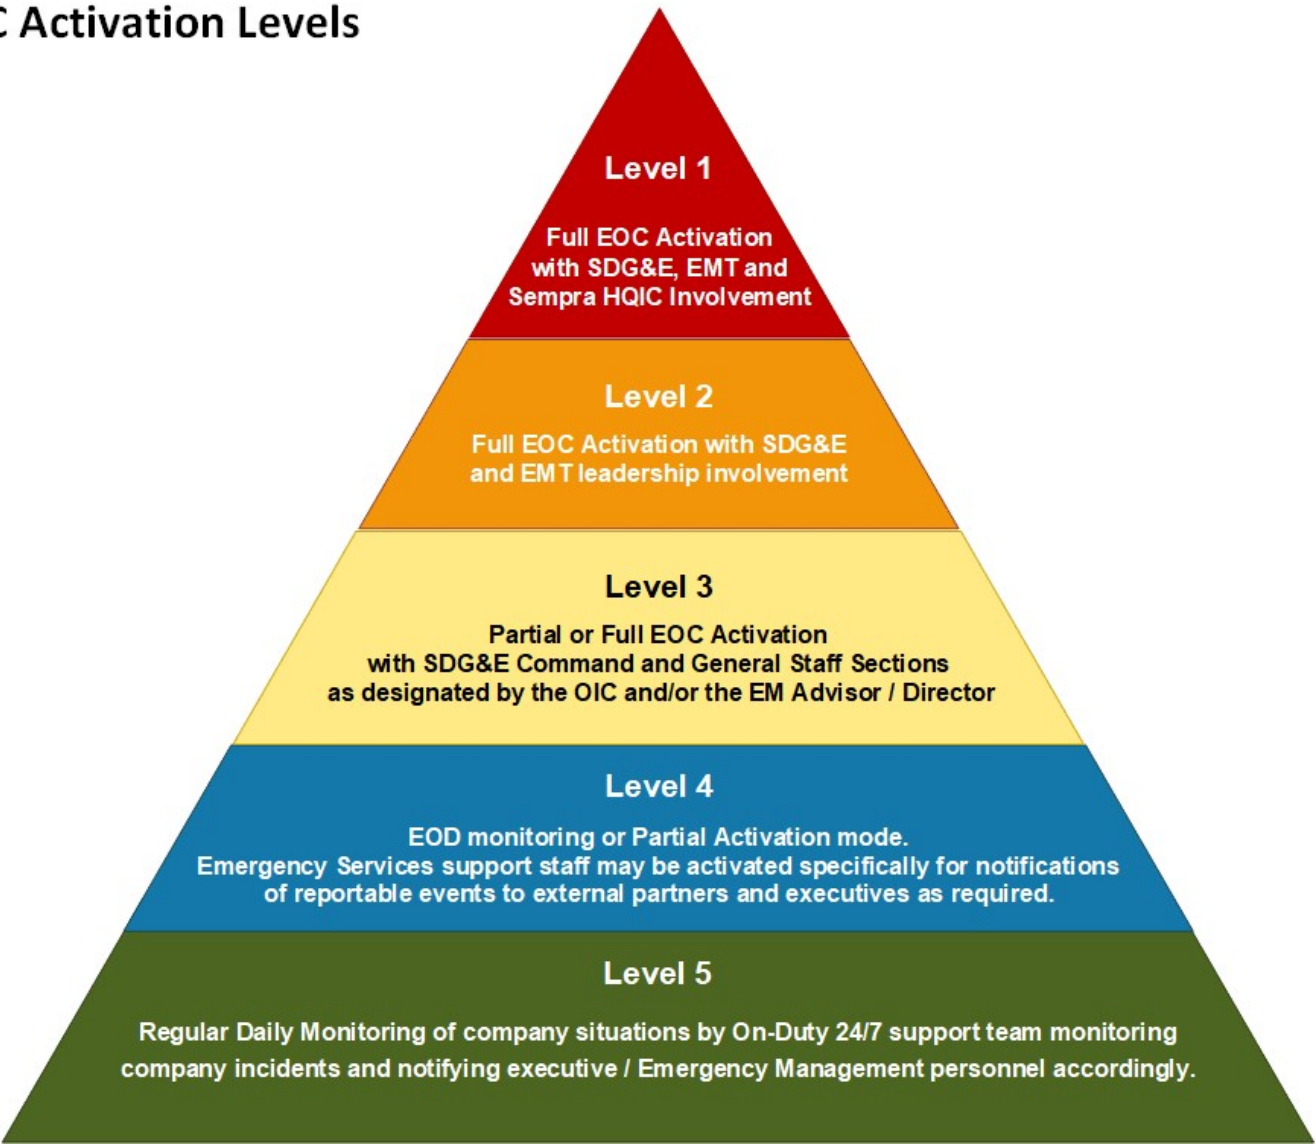 C Activation Levels
Level 1
Full EOC Activation
with SDG&E, EMT and
Sempra HQIC Involvement
Level 2
Full EOC Activation with SDG&E
and EMT leadership involvement
Level 3
Partial or Full EOC Activation
with SDG&E Command and General Staff Sections
as designated by the OIC and/or the EM Advisor / Director
Level 4
EOD monitoring or Partial Activation mode.
Emergency Services support staff may be activated specifically for notifications
of reportable events to external partners and executives as required.
Level 5
Regular Daily Monitoring of company situations by On-Duty 24/7 support team monitoring
company incidents and notifying executive / Emergency Management personnel accordingly.